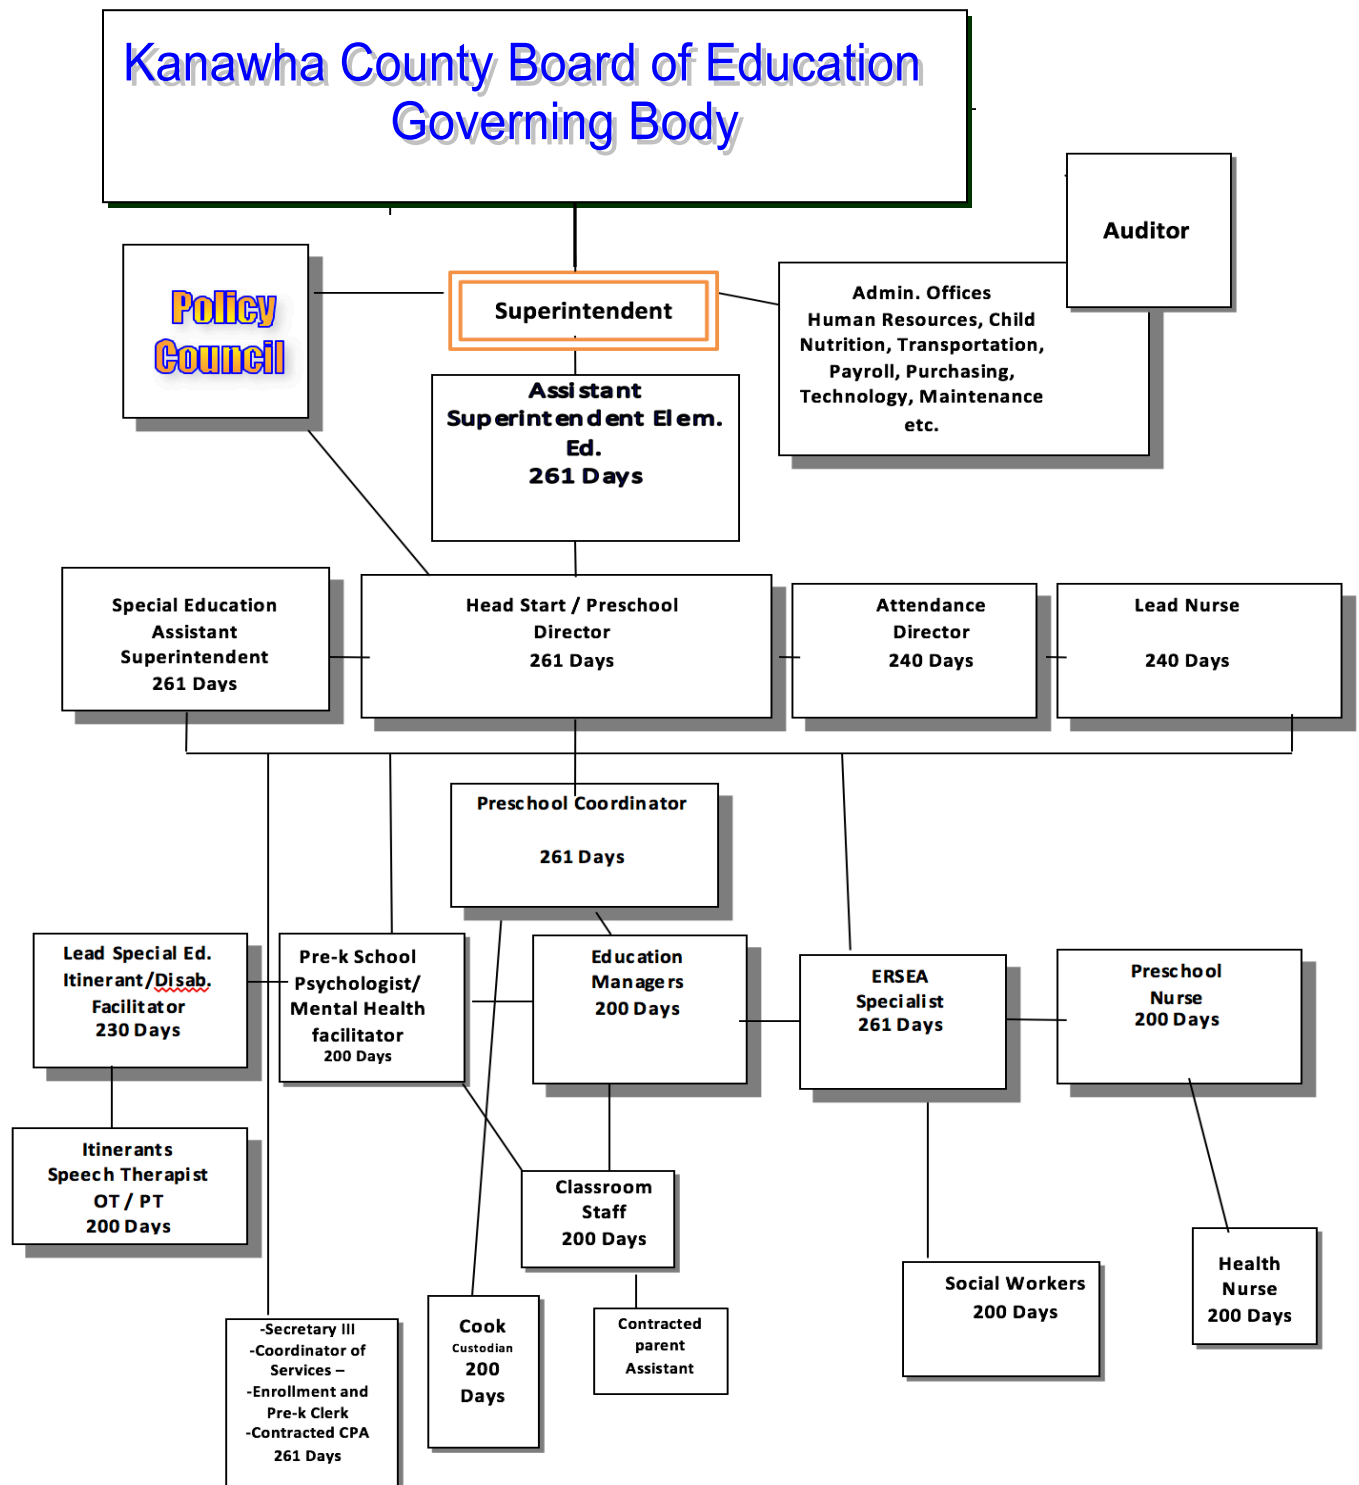 Kanawha County Board of Education
Governing Body
Auditor
Policy
Council
Superintendent
Admin. Offices
Human Resources, Child
Nutrition, Transportation,
Payroll, Purchasing,
Technology, Maintenance
etc.
Assistant
Superintendent Elem.
Ed.
261 Days
Special Education
Assistant
Superintendent
261 Days
Head Start / Preschool
Director
261 Days
Attendance
Director
240 Days
Lead Nurse
240 Days
Preschool Coordinator
261 Days
Lead Special Ed.
Itinerant/Disab.
Facilitator
230 Days
Pre-k School
Psychologist/
Mental Health
facilitator
200 Days
Education
Managers
200 Days
ERSEA
Specialist
261 Days
Preschool
Nurse
200 Days
Itinerants
Speech Therapist
OT / PT
200 Days
Classroom
Staff
200 Days
Health
Nurse
200 Days
Social Workers
200 Days
-Secretary III
-Coordinator of
Services –
-Enrollment and
Pre-k Clerk
-Contracted CPA
261 Days
Cook
Custodian
200
Days
Contracted
parent
Assistant